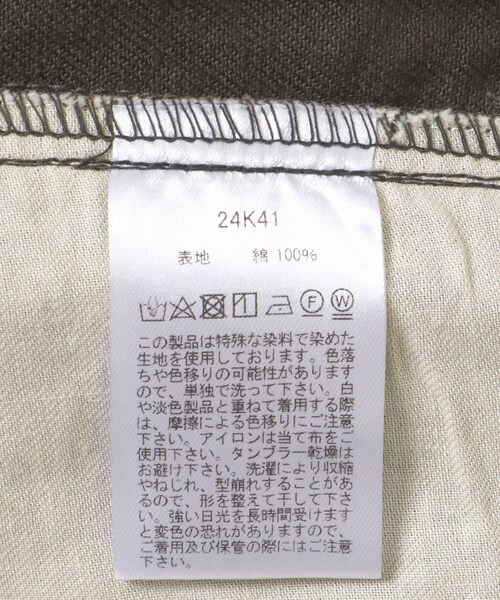 24K41
表地 綿 100%
F W
この製品は特殊な染料で染めた
生地を使用しております。色落
ちや色移りの可能性があります
ので、単独で洗って下さい。白
や淡色製品と重ねて着用する際
は、摩擦による色移りにご注意
下さい。アイロンは当て布をご
使用下さい。タンブラー乾燥は
お避け下さい。洗濯により収縮
やねじれ、型崩れすることがあ
るので、形を整えて干して下さ
い。強い日光を長時間受けます
と変色の恐れがありますので、
ご着用及び保管の際にはご注意
下さい。